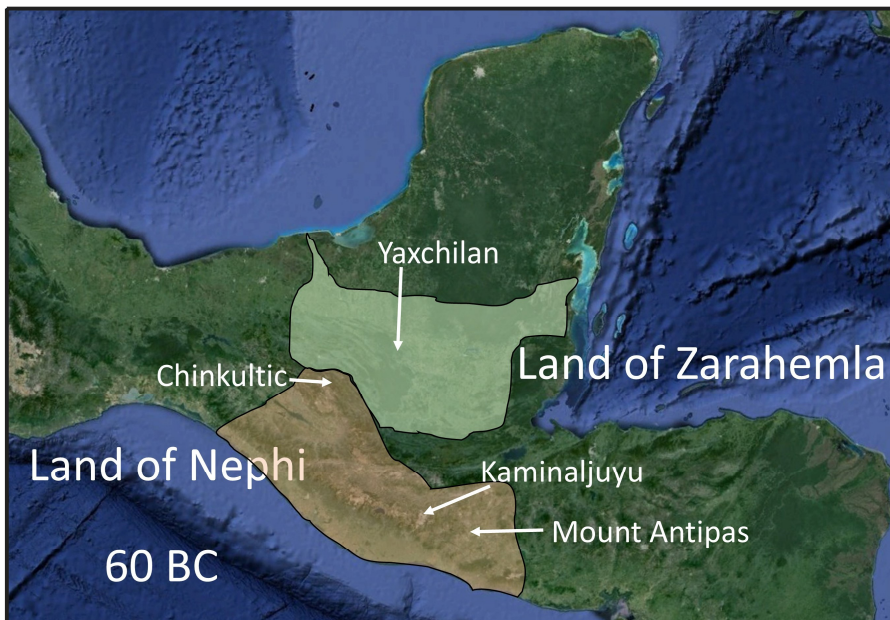 Yaxchilan
Land of Zarahemla
Chinkultic
Land of Nephi
Kaminaljuyu
Mount Antipas
60 BC